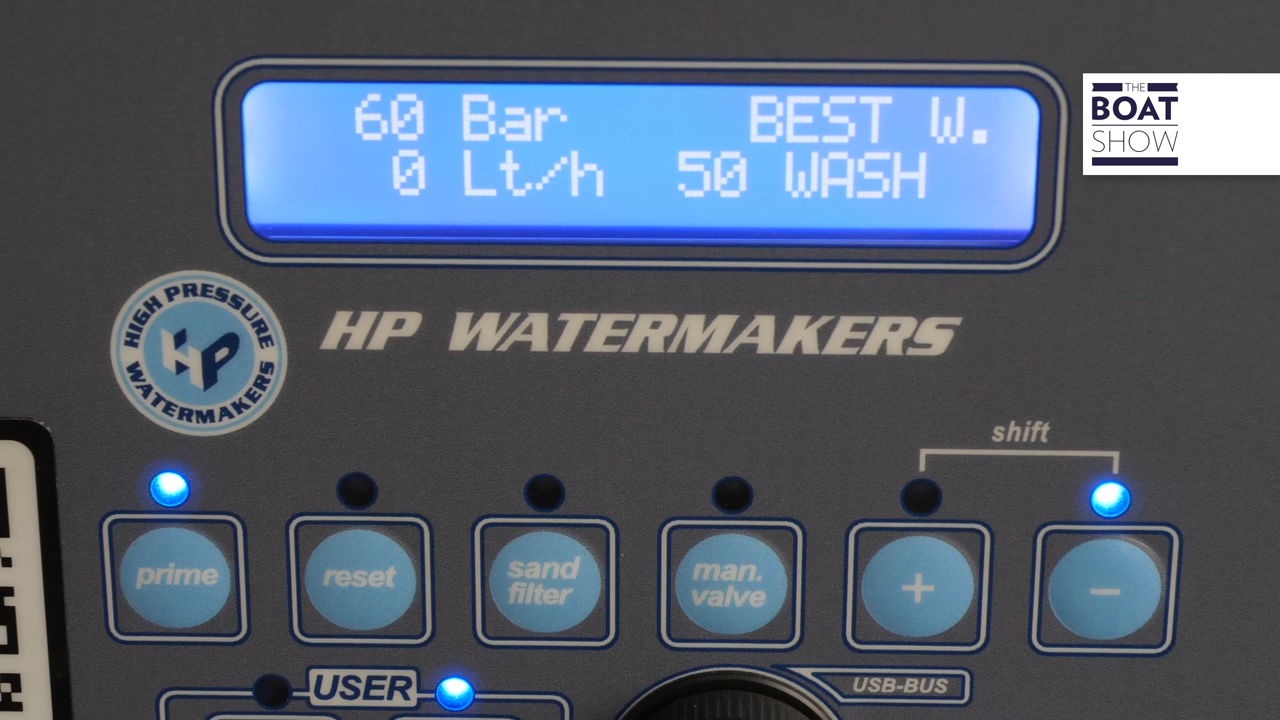 60 Bar BEST W.
0 Lt/h 50 WASH
THE
BOAT
SHOW
HIGH PRESSURE
HP
WATERMAKERS
HP WATERMAKERS
shift
prime
reset
sand
filter
man.
valve
+
−
USER
USB-BUS